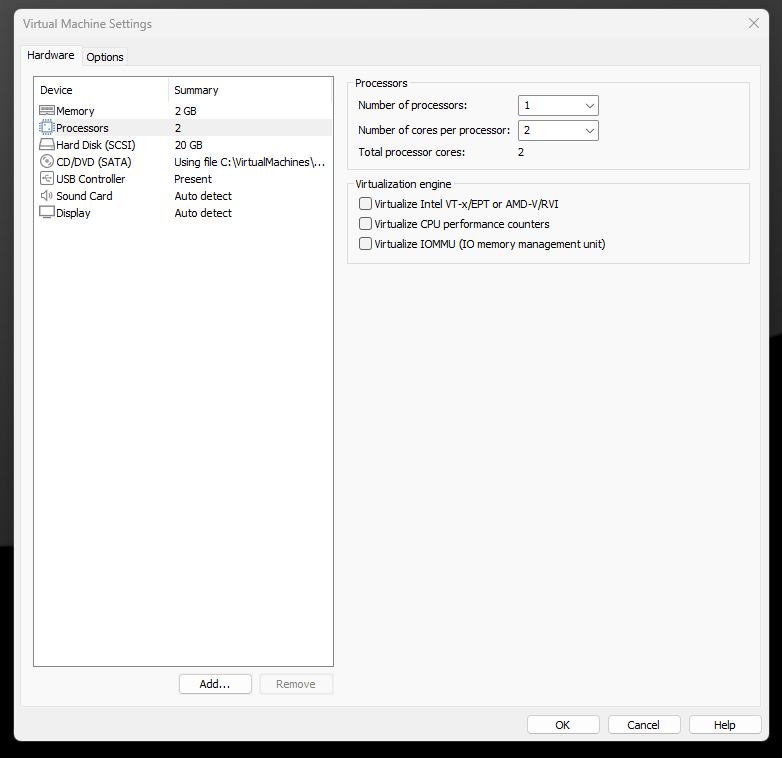 Virtual Machine Settings
Hardware
Options
Device Summary
Memory 2 GB
Processors 2
Hard Disk (SCSI) 20 GB
CD/DVD (SATA) Using file C:\VirtualMachines\...
USB Controller Present
Sound Card Auto detect
Display Auto detect
Add...
Remove
Processors
Number of processors: 1
Number of cores per processor: 2
Total processor cores: 2
Virtualization engine
Virtualize Intel VT-x/EPT or AMD-V/RVI
Virtualize CPU performance counters
Virtualize IOMMU (IO memory management unit)
OK
Cancel
Help